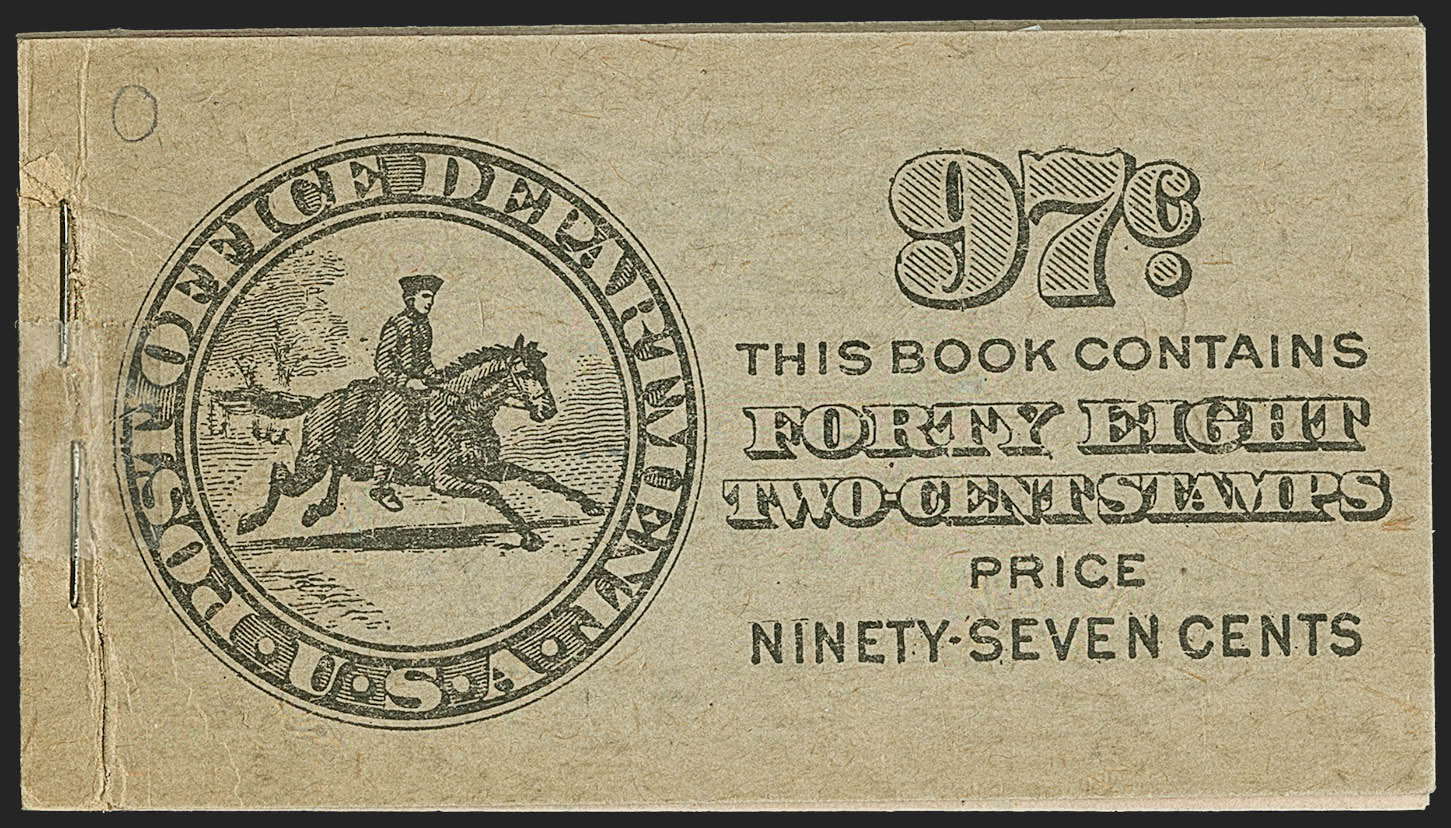 POST OFFICE DEPARTMENT
• U • S • A •
97¢
THIS BOOK CONTAINS
FORTY EIGHT
TWO-CENT STAMPS
PRICE
NINETY-SEVEN CENTS